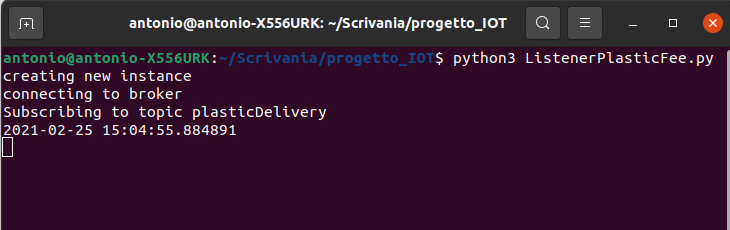 antonio@antonio-X556URK: ~/Scrivania/progetto_IOT
antonio@antonio-X556URK:~/Scrivania/progetto_IOT$ python3 ListenerPlasticFee.py
creating new instance
connecting to broker
Subscribing to topic plasticDelivery
2021-02-25 15:04:55.884891